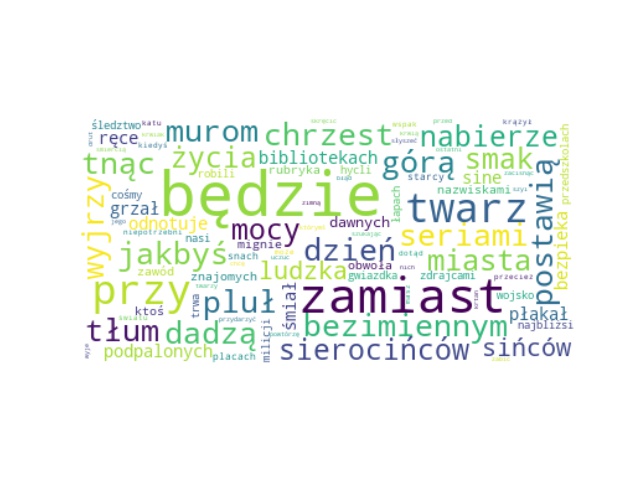 śledztwo katu
ręce
kiedyś
murom
chrzest
nabierze
krążył
tnąc
życia
bibliotekach
górą
smak
robili
rubryka
hycli
starcy
sine
przedszkolach
cośmy
będzie
łapach
nazwiskami
szyi
grzał
zimną
twarz
postawią
wyjrzy
odnotuje
mocy
dawnych
seriami
bezpieka
niepotrzebni
nasi
mignie
obwoła
jakbyś
snach
dzień
dotąd
miasta
zawód
znajomych
ludzka
gwiazdka
zdrajcami
przecież
przy
trwa
pluł
śmiał
zamiast
wojsko
ktoś
płakał
tłum
dadzą
bezimiennym
najbliżsi
milicji
podpalonych
placach
sierocińców
sińców